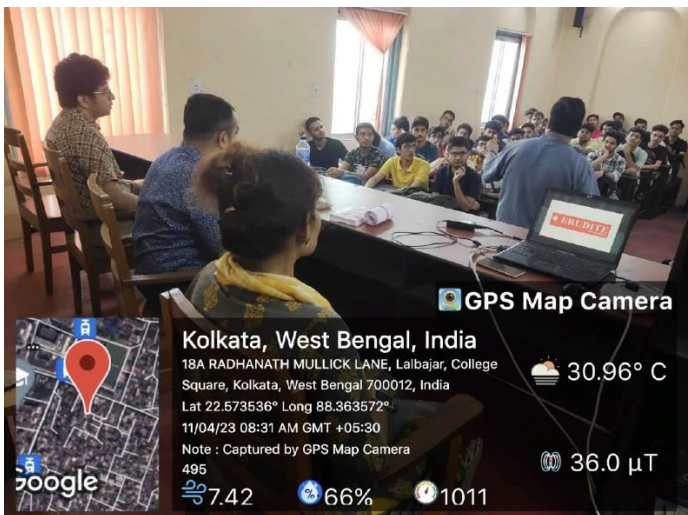 ERUDITE
GPS Map Camera
Kolkata, West Bengal, India
18A RADHANATH MULLICK LANE, Lalbajar, College
Square, Kolkata, West Bengal 700012, India
Lat 22.573536° Long 88.363572°
11/04/23 08:31 AM GMT +05:30
Note : Captured by GPS Map Camera
495
7.42
66%
1011
30.96° C
36.0 μT
Google